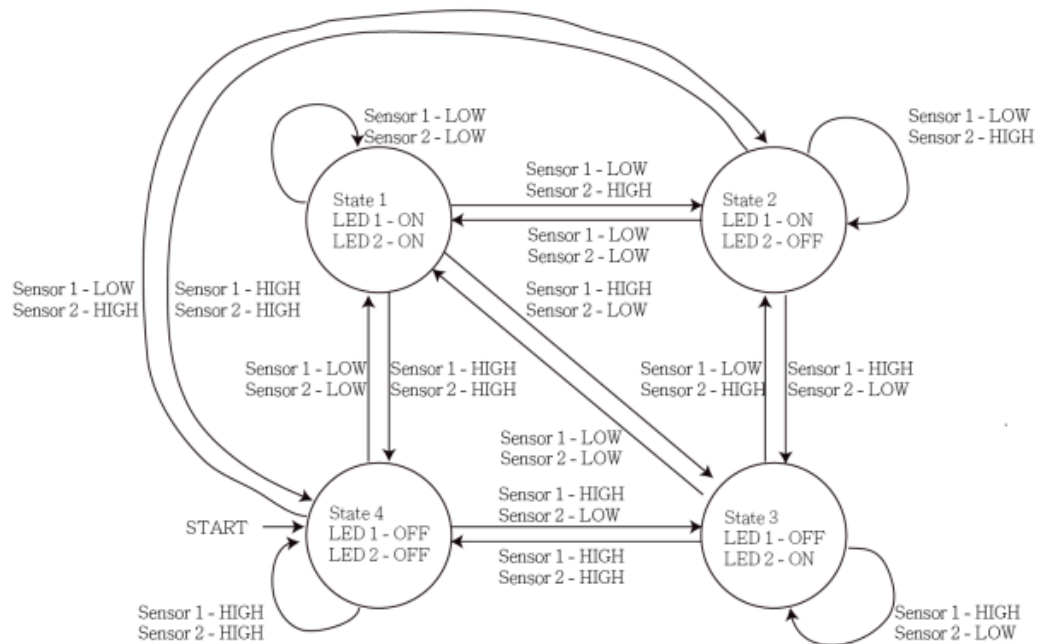 Sensor 1 - LOW
Sensor 2 - LOW
Sensor 1 - LOW
Sensor 2 - HIGH
State 1
LED 1 - ON
LED 2 - ON
Sensor 1 - LOW
Sensor 2 - HIGH
State 2
LED 1 - ON
LED 2 - OFF
Sensor 1 - LOW
Sensor 2 - LOW
Sensor 1 - LOW
Sensor 2 - HIGH
Sensor 1 - HIGH
Sensor 2 - HIGH
Sensor 1 - HIGH
Sensor 2 - LOW
Sensor 1 - LOW
Sensor 2 - LOW
Sensor 1 - HIGH
Sensor 2 - HIGH
Sensor 1 - LOW
Sensor 2 - HIGH
Sensor 1 - HIGH
Sensor 2 - LOW
Sensor 1 - LOW
Sensor 2 - LOW
START
State 4
LED 1 - OFF
LED 2 - OFF
Sensor 1 - HIGH
Sensor 2 - LOW
Sensor 1 - HIGH
Sensor 2 - HIGH
State 3
LED 1 - OFF
LED 2 - ON
Sensor 1 - HIGH
Sensor 2 - HIGH
Sensor 1 - HIGH
Sensor 2 - LOW